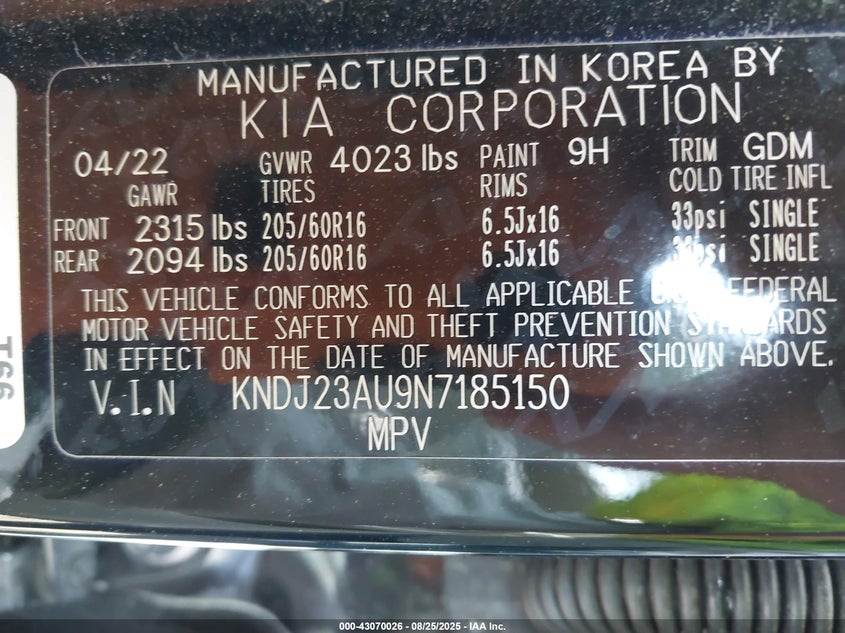 MANUFACTURED IN KOREA BY
KIA CORPORATION
04/22 GVWR 4023 lbs PAINT 9H TRIM GDM
GAWR TIRES RIMS COLD TIRE INFL
FRONT 2315 lbs 205/60R16 6.5Jx16 33psi SINGLE
REAR 2094 lbs 205/60R16 6.5Jx16 psi SINGLE
THIS VEHICLE CONFORMS TO ALL APPLICABLE FEDERAL
MOTOR VEHICLE SAFETY AND THEFT PREVENTION STANDARDS
IN EFFECT ON THE DATE OF MANUFACTURE SHOWN ABOVE.
V.I.N KNDJ23AU9N7185150
MPV
000-43070026 - 08/25/2025 - IAA Inc.